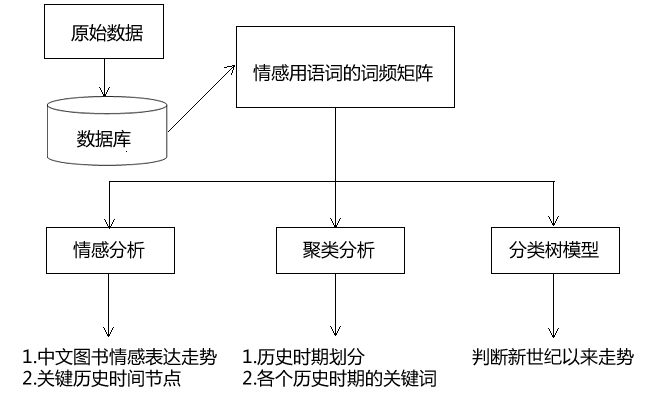 原始数据
数据库
情感用语词的词频矩阵
情感分析
聚类分析
分类树模型
1.中文图书情感表达走势
2.关键历史时间节点
1.历史时期划分
2.各个历史时期的关键词
判断新世纪以来走势